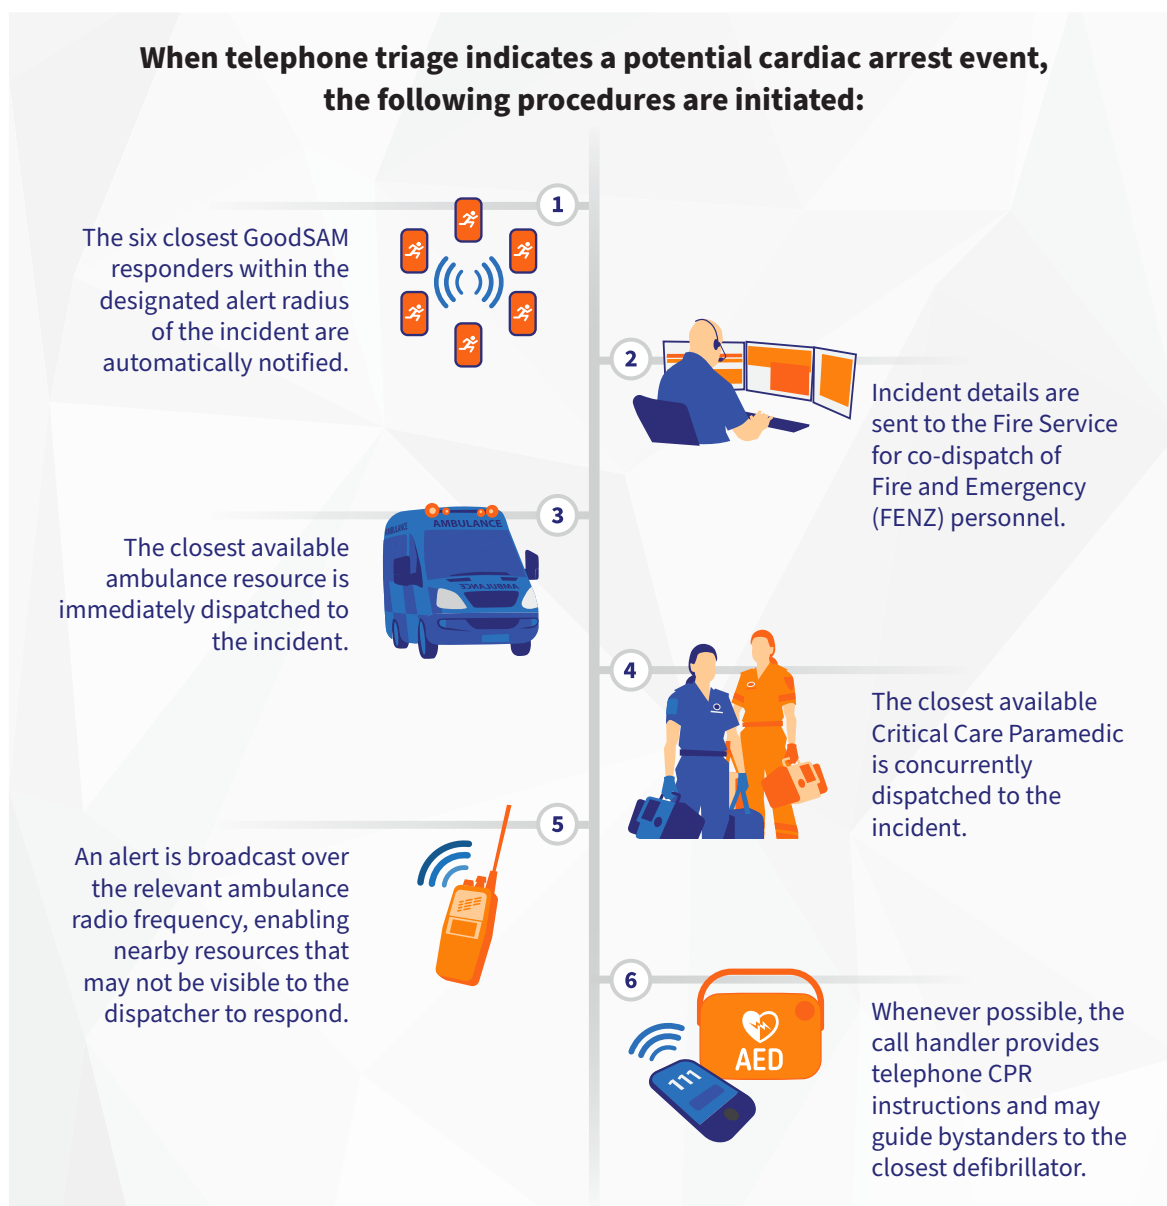 When telephone triage indicates a potential cardiac arrest event,
the following procedures are initiated:
1
The six closest GoodSAM
responders within the
designated alert radius
of the incident are
automatically notified.
2
Incident details are
sent to the Fire Service
for co-dispatch of
Fire and Emergency
(FENZ) personnel.
3
AMBULANCE
AMBULANCE
AMBULANCE
The closest available
ambulance resource is
immediately dispatched to
the incident.
4
The closest available
Critical Care Paramedic
is concurrently
dispatched to the
incident.
5
An alert is broadcast over
the relevant ambulance
radio frequency, enabling
nearby resources that
may not be visible to the
dispatcher to respond.
6
AED
111
Whenever possible, the
call handler provides
telephone CPR
instructions and may
guide bystanders to the
closest defibrillator.